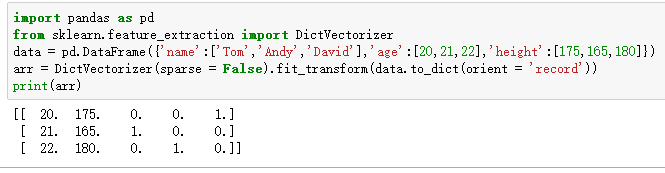 import pandas as pd
from sklearn.feature_extraction import DictVectorizer
data = pd.DataFrame({'name':['Tom','Andy','David'],'age':[20,21,22],'height':[175,165,180]})
arr = DictVectorizer(sparse = False).fit_transform(data.to_dict(orient = 'record'))
print(arr)
[[  20.  175.    0.    0.    1.]
 [  21.  165.    1.    0.    0.]
 [  22.  180.    0.    1.    0.]]